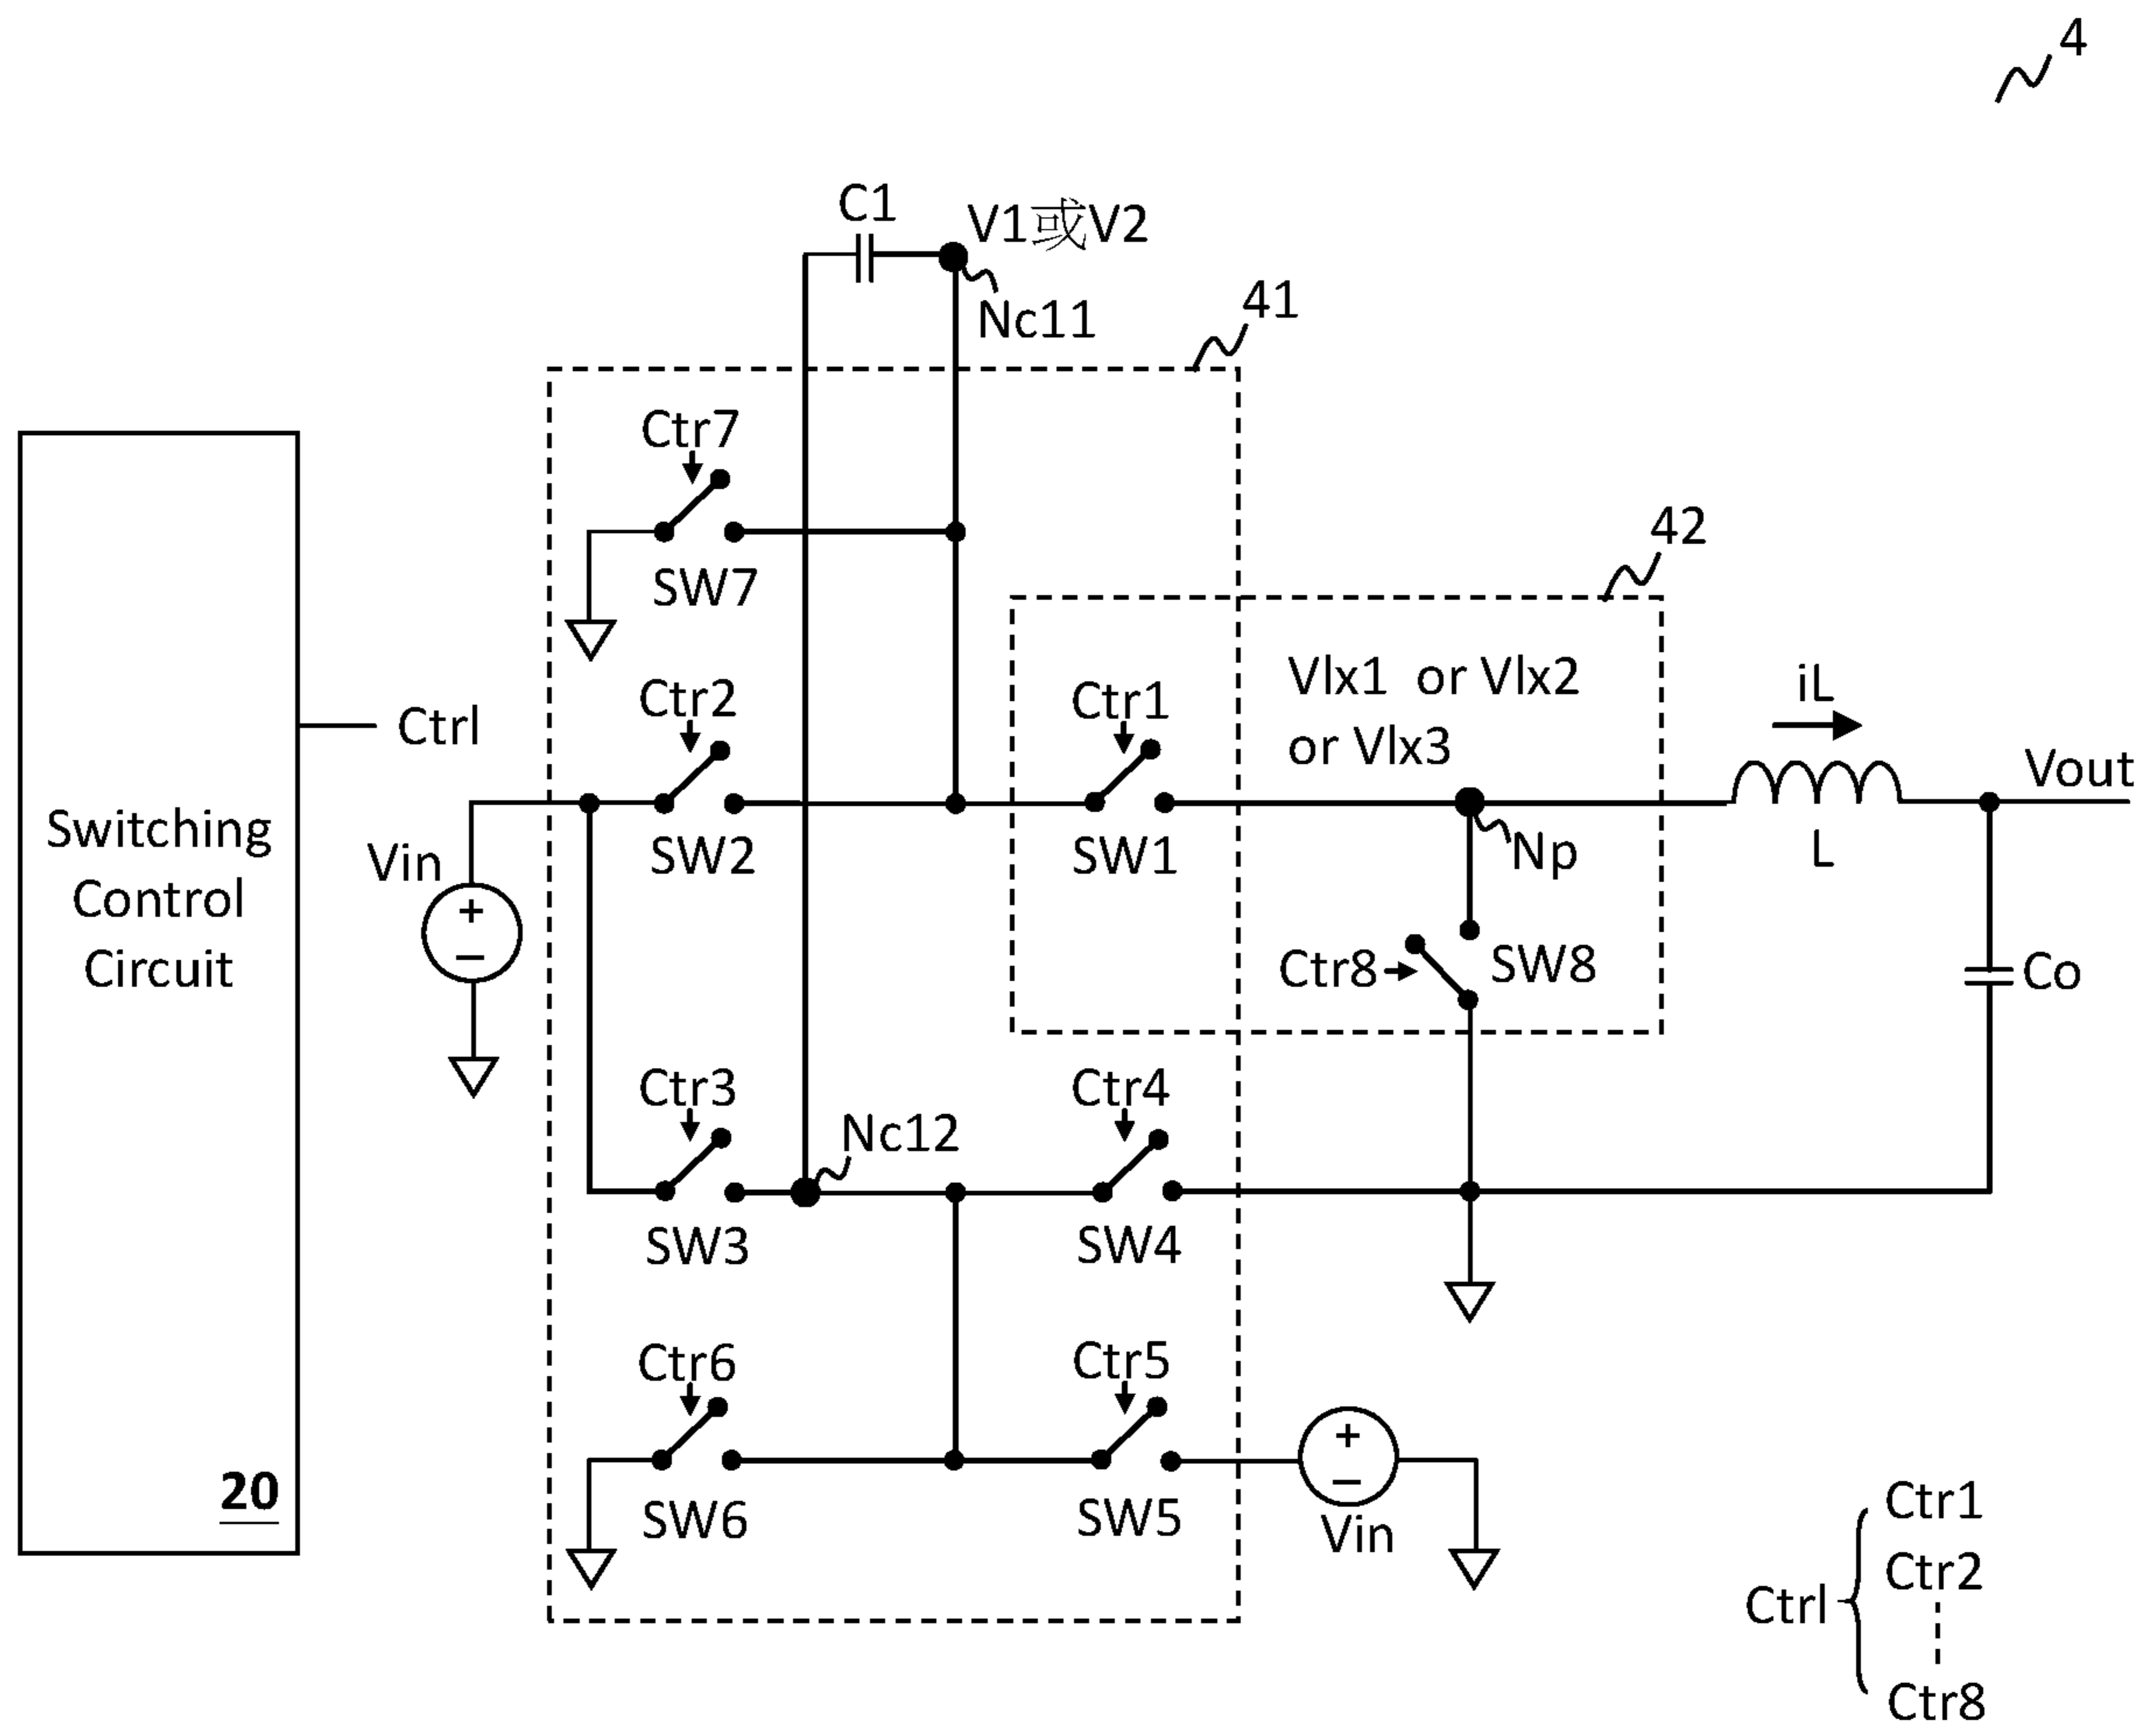 4
C1
V1或V2
Nc11
41
Ctr7
SW7
42
Ctr2
SW2
Ctr1
SW1
Vlx1 or Vlx2
or Vlx3
iL
Vout
L
Np
Ctrl
Vin
+
−
Switching
Control
Circuit
20
Ctr8
SW8
Co
Ctr3
SW3
Nc12
Ctr4
SW4
Ctr6
SW6
Ctr5
SW5
+
−
Vin
Ctrl
Ctr1
Ctr2
Ctr8